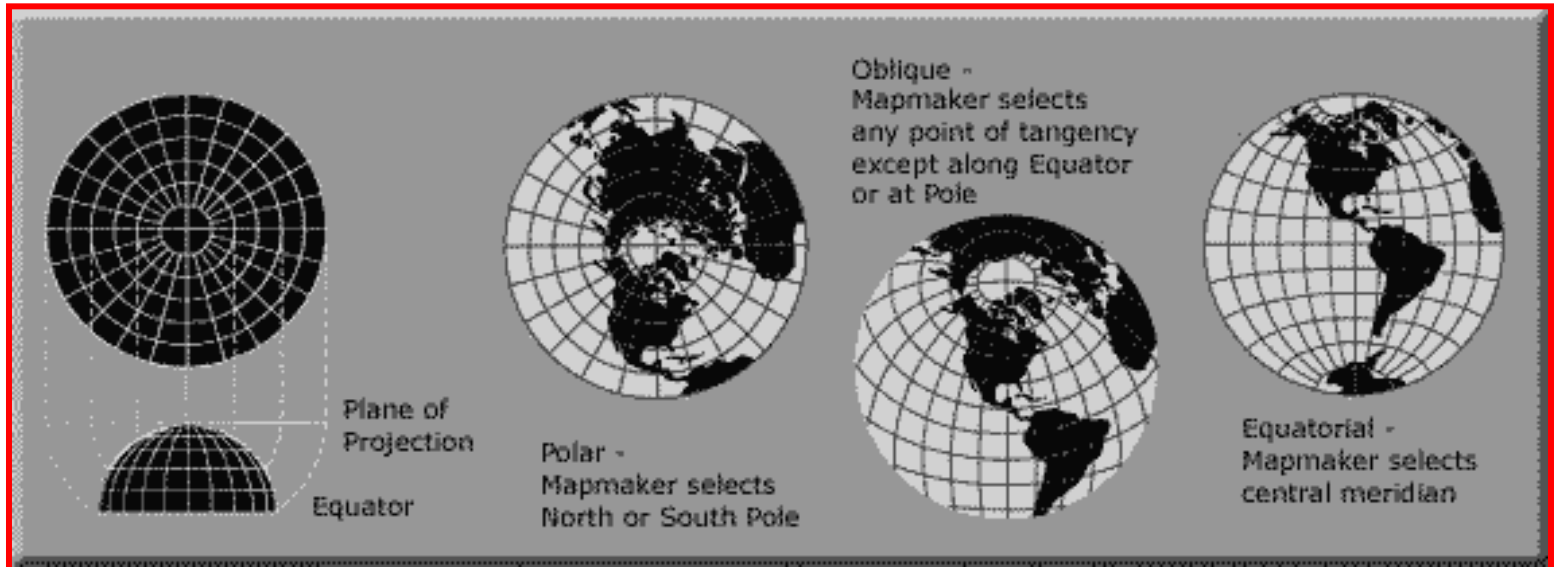 Plane of
Projection
Equator
Polar -
Mapmaker selects
North or South Pole
Oblique -
Mapmaker selects
any point of tangency
except along Equator
or at Pole
Equatorial -
Mapmaker selects
central meridian